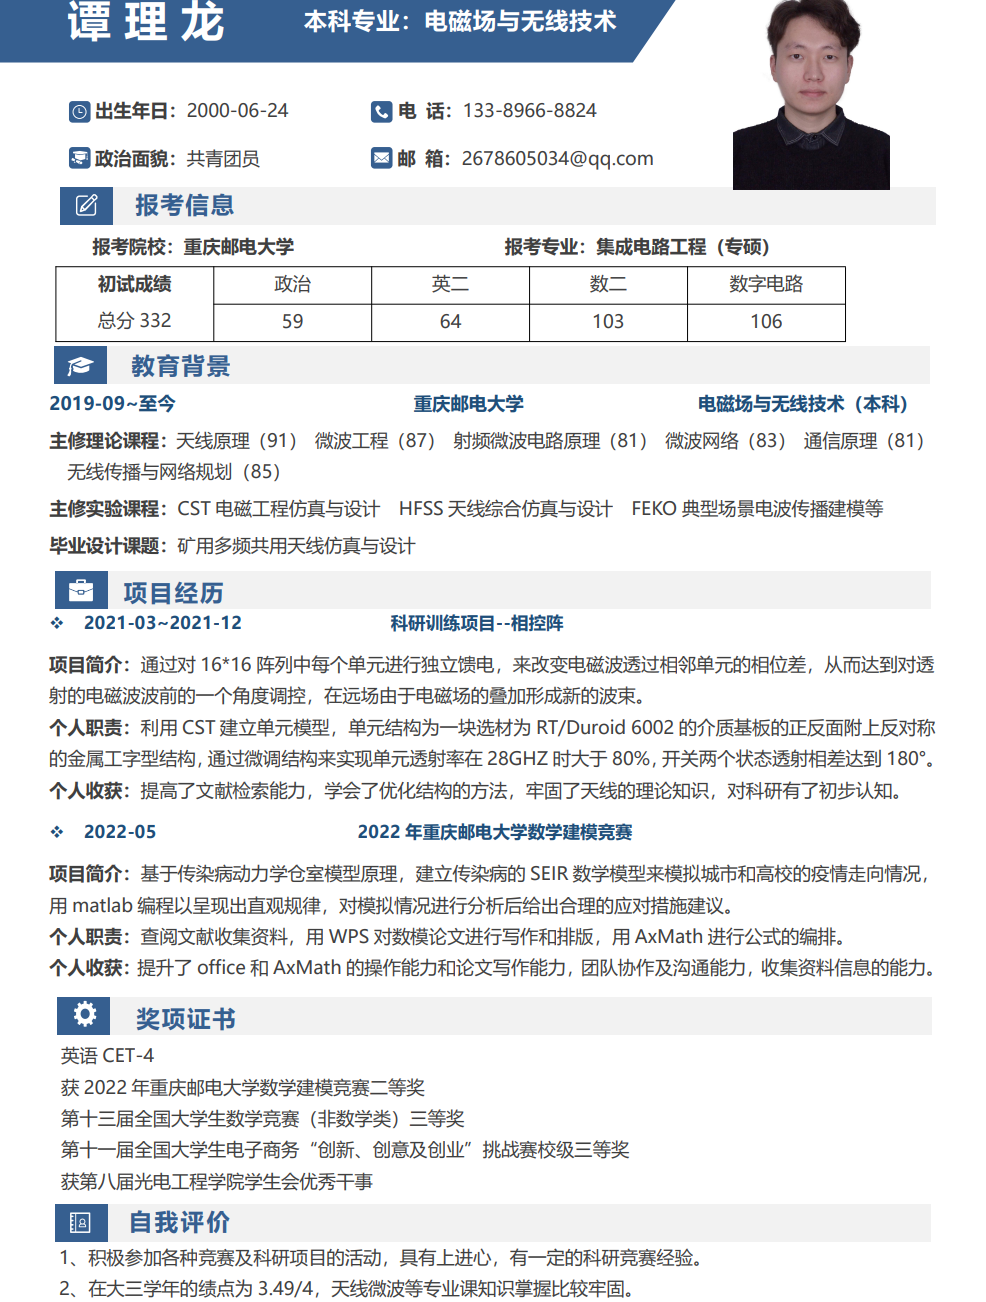 谭理龙 本科专业：电磁场与无线技术
出生年日：2000-06-24 电 话：133-8966-8824
政治面貌：共青团员 邮 箱：2678605034@qq.com
报考信息
报考院校：重庆邮电大学 报考专业：集成电路工程（专硕）
初试成绩 政治 英二 数二 数字电路
总分 332 59 64 103 106
教育背景
2019-09~至今 重庆邮电大学 电磁场与无线技术（本科）
主修理论课程：天线原理（91） 微波工程（87） 射频微波电路原理（81） 微波网络（83） 通信原理（81）
无线传播与网络规划（85）
主修实验课程：CST 电磁工程仿真与设计 HFSS 天线综合仿真与设计 FEKO 典型场景电波传播建模等
毕业设计课题：矿用多频共用天线仿真与设计
项目经历
❖ 2021-03~2021-12 科研训练项目--相控阵
项目简介：通过对 16*16 阵列中每个单元进行独立馈电，来改变电磁波透过相邻单元的相位差，从而达到对透
射的电磁波波前的一个角度调控，在远场由于电磁场的叠加形成新的波束。
个人职责：利用 CST 建立单元模型，单元结构为一块选材为 RT/Duroid 6002 的介质基板的正反面附上反对称
的金属工字型结构，通过微调结构来实现单元透射率在 28GHZ 时大于 80%，开关两个状态透射相差达到 180°。
个人收获：提高了文献检索能力，学会了优化结构的方法，牢固了天线的理论知识，对科研有了初步认知。
❖ 2022-05 2022 年重庆邮电大学数学建模竞赛
项目简介：基于传染病动力学仓室模型原理，建立传染病的 SEIR 数学模型来模拟城市和高校的疫情走向情况，
用 matlab 编程以呈现出直观规律，对模拟情况进行分析后给出合理的应对措施建议。
个人职责：查阅文献收集资料，用 WPS 对数模论文进行写作和排版，用 AxMath 进行公式的编排。
个人收获：提升了 office 和 AxMath 的操作能力和论文写作能力，团队协作及沟通能力，收集资料信息的能力。
奖项证书
英语 CET-4
获 2022 年重庆邮电大学数学建模竞赛二等奖
第十三届全国大学生数学竞赛（非数学类）三等奖
第十一届全国大学生电子商务“创新、创意及创业”挑战赛校级三等奖
获第八届光电工程学院学生会优秀干事
自我评价
1、积极参加各种竞赛及科研项目的活动，具有上进心，有一定的科研竞赛经验。
2、在大三学年的绩点为 3.49/4，天线微波等专业课知识掌握比较牢固。